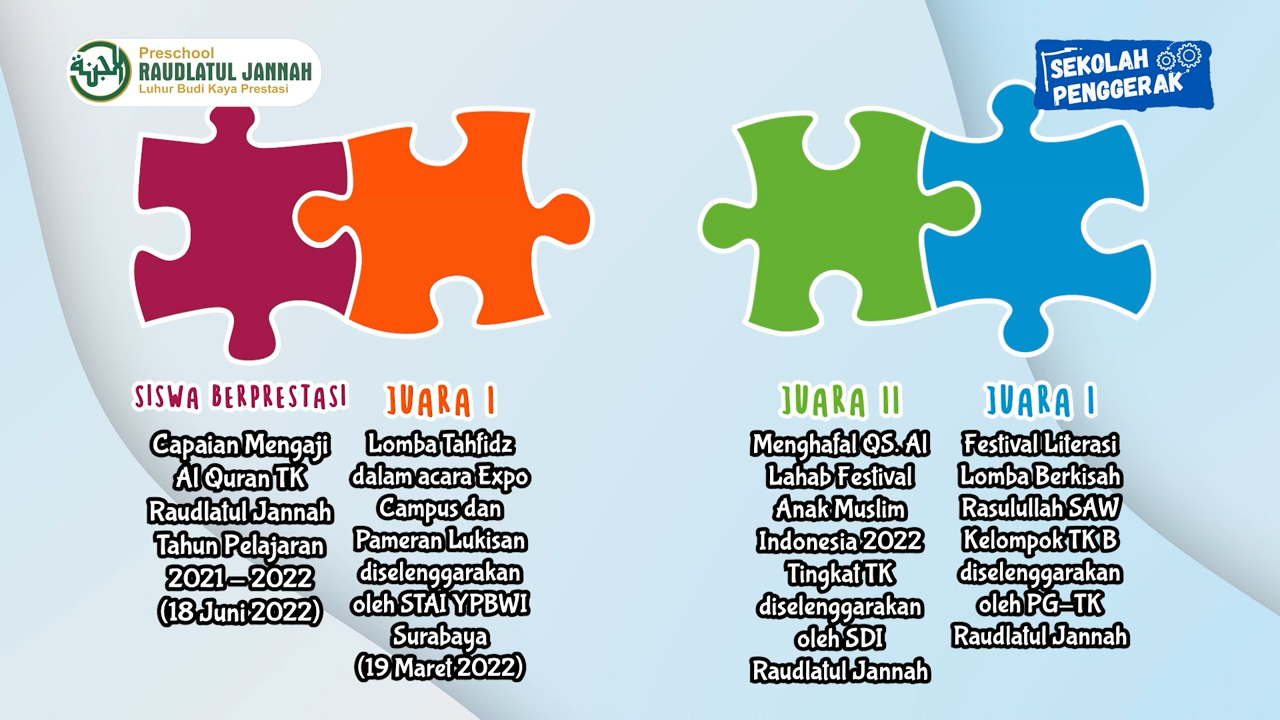 Preschool
RAUDLATUL JANNAH
Luhur Budi Kaya Prestasi
SEKOLAH
PENGGERAK
SISWA BERPRESTASI
Capaian Mengaji
Al Quran TK
Raudlatul Jannah
Tahun Pelajaran
2021 – 2022
(18 Juni 2022)
JUARA I
Lomba Tahfidz
dalam acara Expo
Campus dan
Pameran Lukisan
diselenggarakan
oleh STAI YPBWI
Surabaya
(19 Maret 2022)
JUARA II
Menghafal QS. Al
Lahab Festival
Anak Muslim
Indonesia 2022
Tingkat TK
diselenggarakan
oleh SDI
Raudlatul Jannah
JUARA I
Festival Literasi
Lomba Berkisah
Rasulullah SAW
Kelompok TK B
diselenggarakan
oleh PG-TK
Raudlatul Jannah